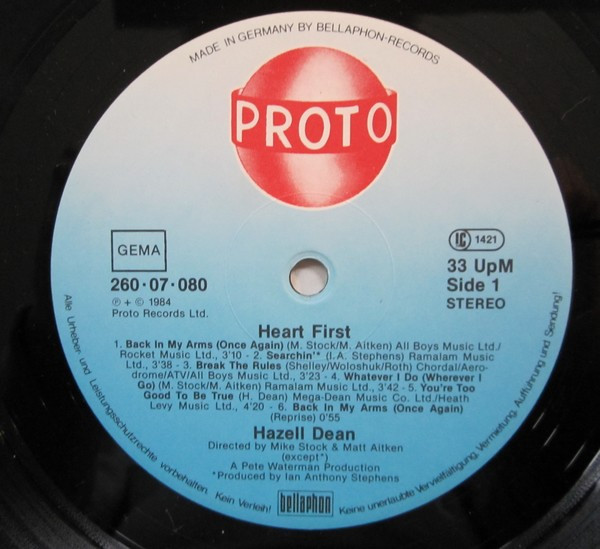 MADE IN GERMANY BY BELLAPHON-RECORDS
PROTO
GEMA
LC 1421
260·07·080
33 UpM
Side 1
STEREO
℗ + © 1984
Proto Records Ltd.
Heart First
1. Back In My Arms (Once Again) (M. Stock/M. Aitken) All Boys Music Ltd./
Rocket Music Ltd., 3'10 - 2. Searchin'* (I.A. Stephens) Ramalam Music
Ltd., 3'38 - 3. Break The Rules (Shelley/Woloshuk/Roth) Chordal/Aero-
drome/ATV/All Boys Music Ltd., 3'23 - 4. Whatever I Do (Wherever I
Go) (M. Stock/M. Aitken) Ramalam Music Ltd., 3'42 - 5. You're Too
Good To Be True (H. Dean) Mega-Dean Music Co. Ltd./Heath
Levy Music Ltd., 4'20 - 6. Back In My Arms (Once Again)
(Reprise) 0'55
Hazell Dean
Directed by Mike Stock & Matt Aitken
(except*)
A Pete Waterman Production
*Produced by Ian Anthony Stephens
bellaphon
Alle Urheber- und Leistungsschutzrechte vorbehalten. Kein Verleih! Keine unerlaubte Vervielfältigung, Vermietung, Aufführung und Sendung!